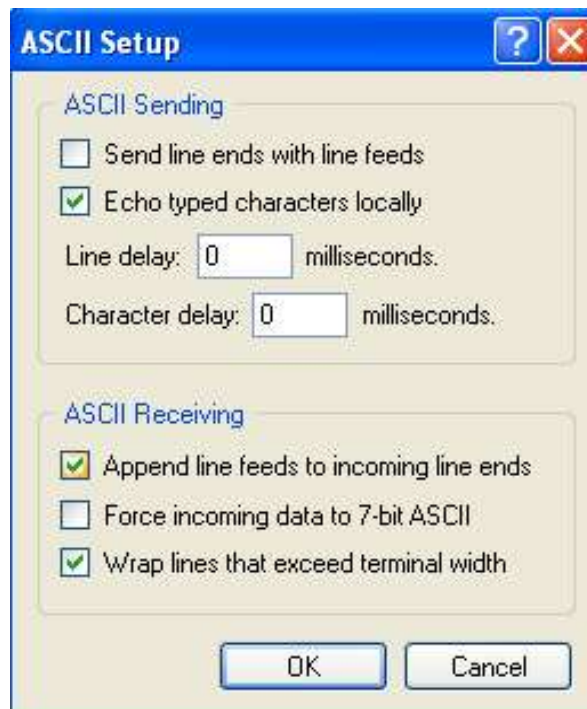 ASCII Setup
ASCII Sending
Send line ends with line feeds
Echo typed characters locally
Line delay: 0 milliseconds.
Character delay: 0 milliseconds.
ASCII Receiving
Append line feeds to incoming line ends
Force incoming data to 7-bit ASCII
Wrap lines that exceed terminal width
OK Cancel